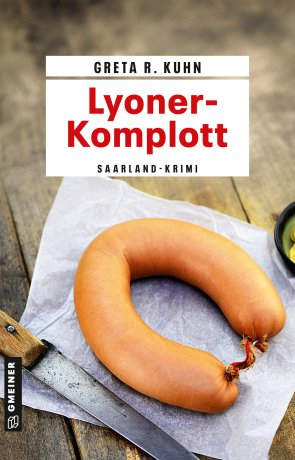 GRETA R. KUHN
Lyoner-
Komplott
SAARLAND-KRIMI
GMEINER